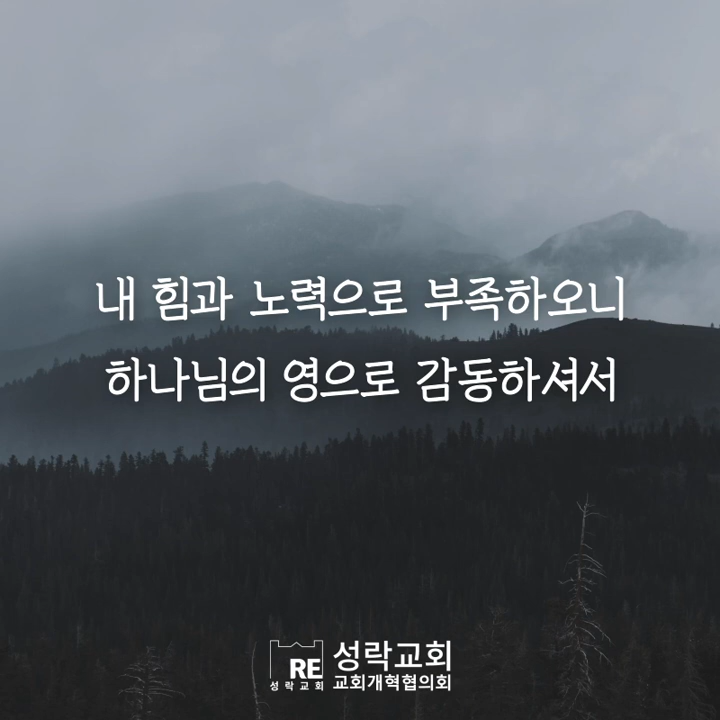 내 힘과 노력으로 부족하오니
하나님의 영으로 감동하셔서
RE
성락교회
성락교회
교회개혁협의회